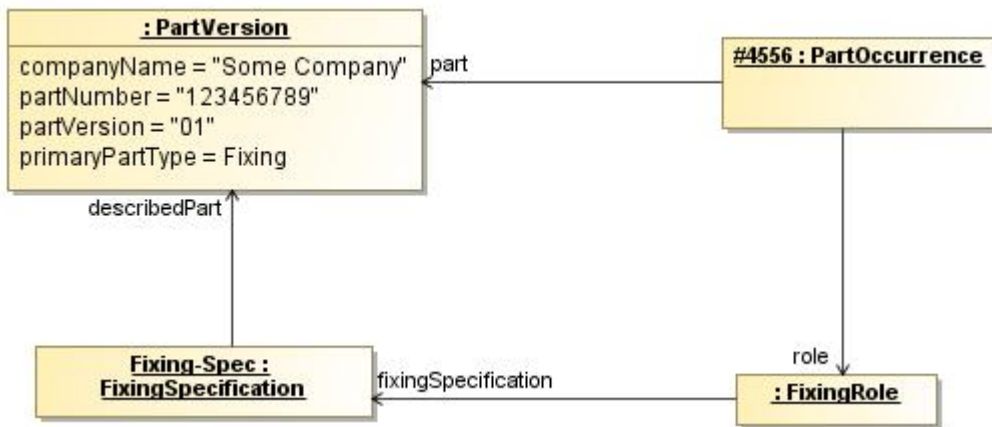 : PartVersion
companyName = "Some Company"
partNumber = "123456789"
partVersion = "01"
primaryPartType = Fixing
part
#4556 : PartOccurrence
describedPart
role
Fixing-Spec :
FixingSpecification
fixingSpecification
: FixingRole